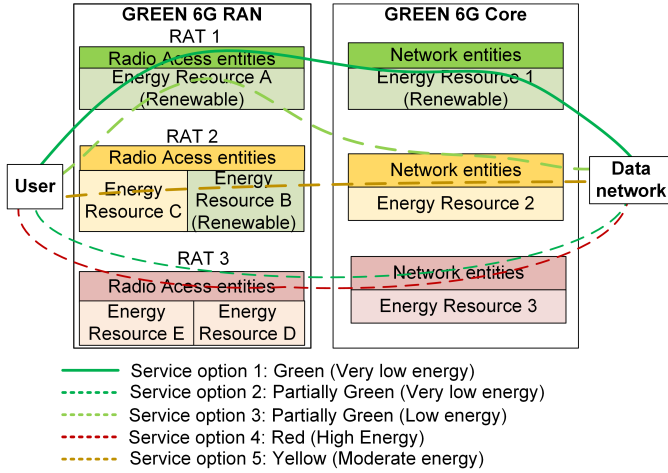 GREEN 6G RAN
GREEN 6G Core
RAT 1
Radio Acess entities
Energy Resource A
(Renewable)
Network entities
Energy Resource 1
(Renewable)
RAT 2
Radio Acess entities
Energy
Resource C
Energy
Resource B
(Renewable)
Network entities
Energy Resource 2
User
Data
network
RAT 3
Radio Acess entities
Energy
Resource E
Energy
Resource D
Network entities
Energy Resource 3
Service option 1: Green (Very low energy)
Service option 2: Partially Green (Very low energy)
Service option 3: Partially Green (Low energy)
Service option 4: Red (High Energy)
Service option 5: Yellow (Moderate energy)